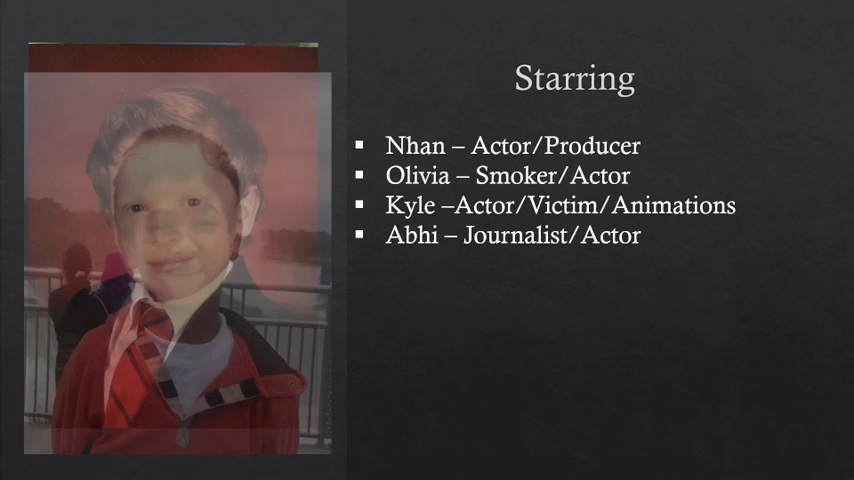 Starring
▪ Nhan – Actor/Producer
▪ Olivia – Smoker/Actor
▪ Kyle –Actor/Victim/Animations
▪ Abhi – Journalist/Actor